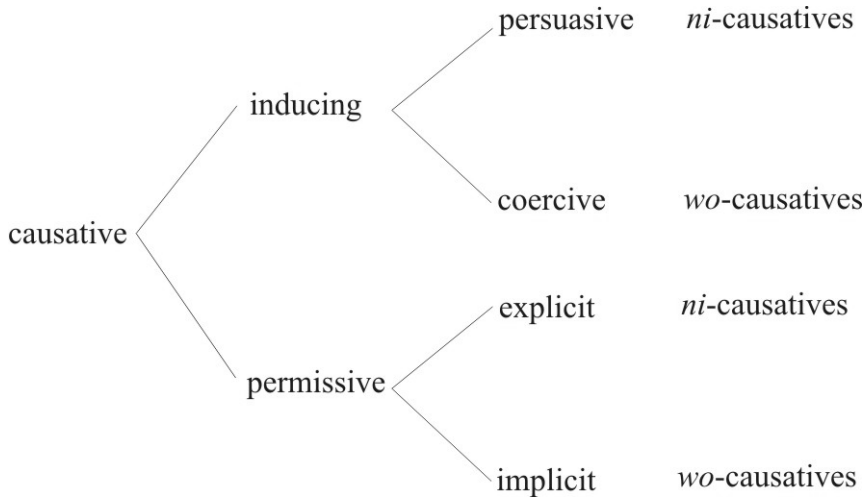 persuasive ni-causatives
inducing
coercive wo-causatives
causative
explicit ni-causatives
permissive
implicit wo-causatives